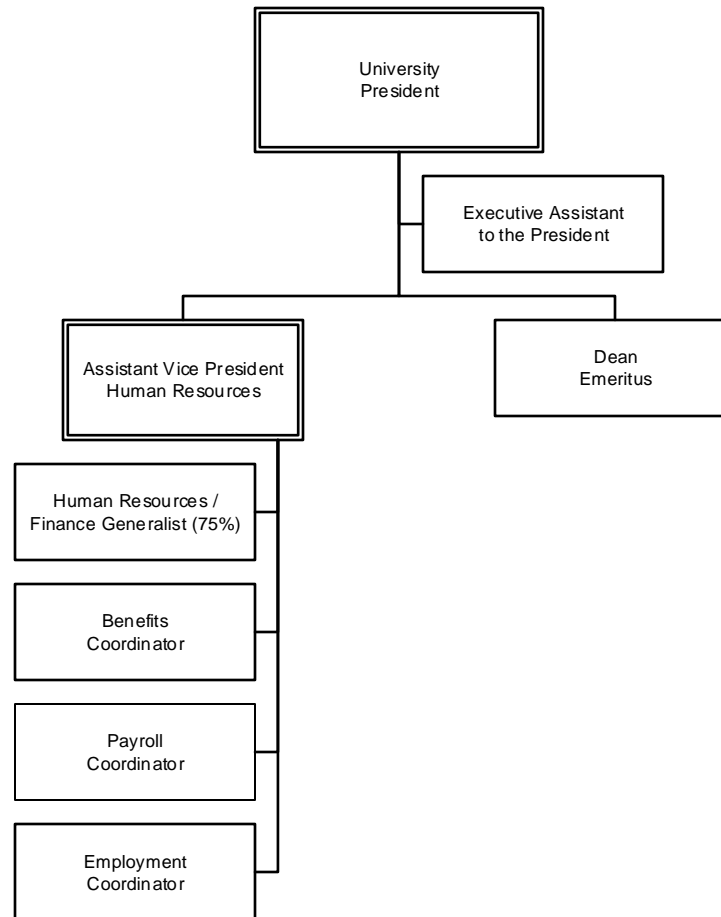 University
President
Executive Assistant
to the President
Assistant Vice President
Human Resources
Dean
Emeritus
Human Resources /
Finance Generalist (75%)
Benefits
Coordinator
Payroll
Coordinator
Employment
Coordinator